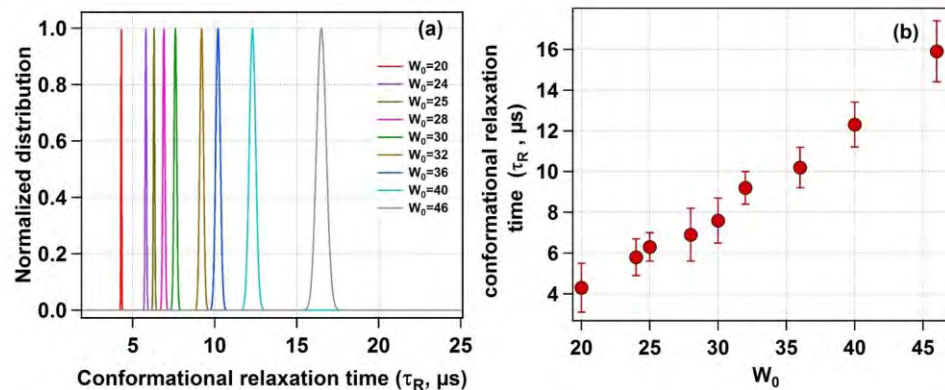 (a)
1.0
0.8
0.6
0.4
0.2
0.0
Normalized distribution
W₀=20
W₀=24
W₀=25
W₀=28
W₀=30
W₀=32
W₀=36
W₀=40
W₀=46
5
10
15
20
25
Conformational relaxation time (τ_R, µs)
(b)
16
14
12
10
8
6
4
conformational relaxation
time (τ_R, µs)
20
25
30
35
40
45
W₀